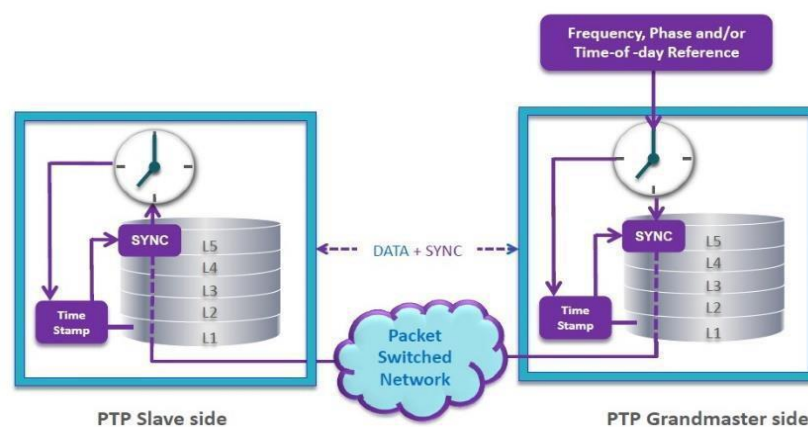 Frequency, Phase and/or
Time-of -day Reference
SYNC
L5
L4
L3
L2
L1
Time
Stamp
DATA + SYNC
SYNC
L5
L4
L3
L2
L1
Time
Stamp
Packet
Switched
Network
PTP Slave side
PTP Grandmaster side